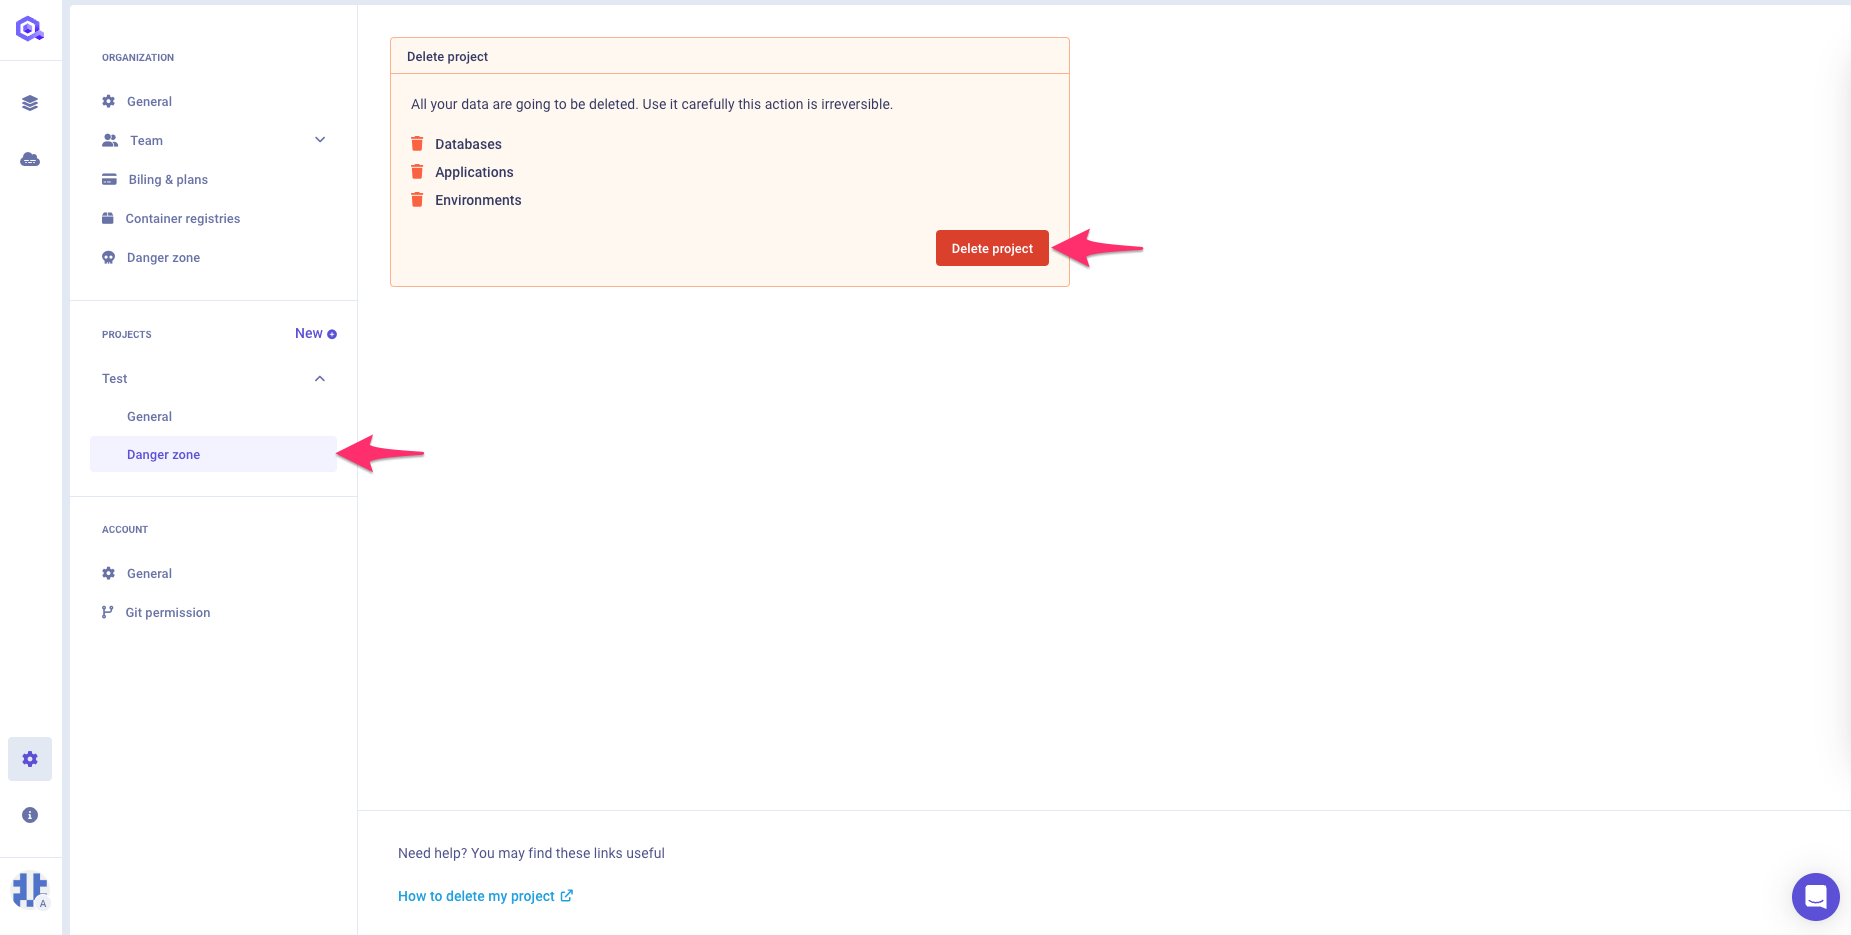 ORGANIZATION
General
Team
Biling & plans
Container registries
Danger zone
PROJECTS
New
Test
General
Danger zone
ACCOUNT
General
Git permission
A
Delete project
All your data are going to be deleted. Use it carefully this action is irreversible.
Databases
Applications
Environments
Delete project
Need help? You may find these links useful
How to delete my project